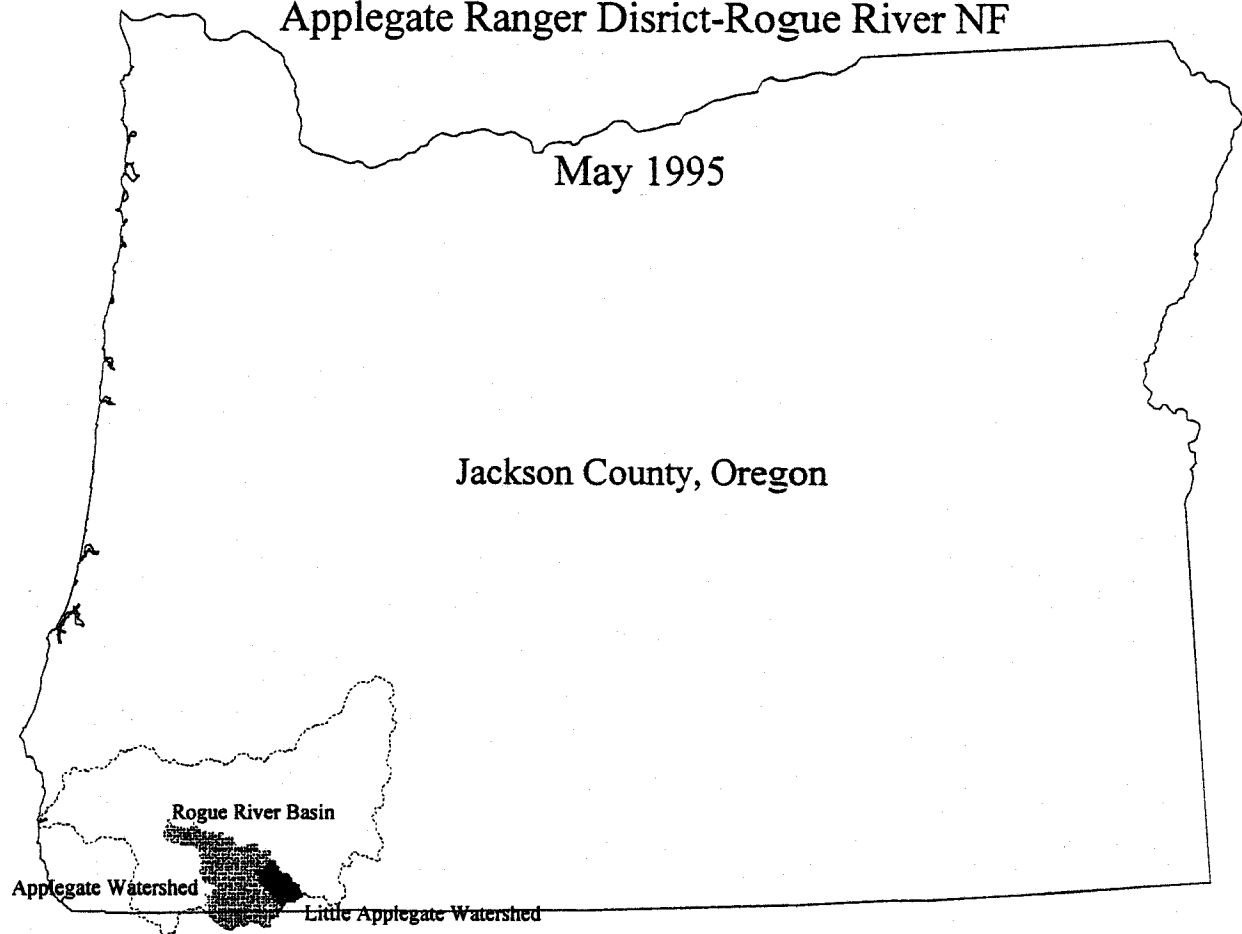 Applegate Ranger Disrict-Rogue River NF
May 1995
Jackson County, Oregon
Rogue River Basin
Applegate Watershed
Little Applegate Watershed